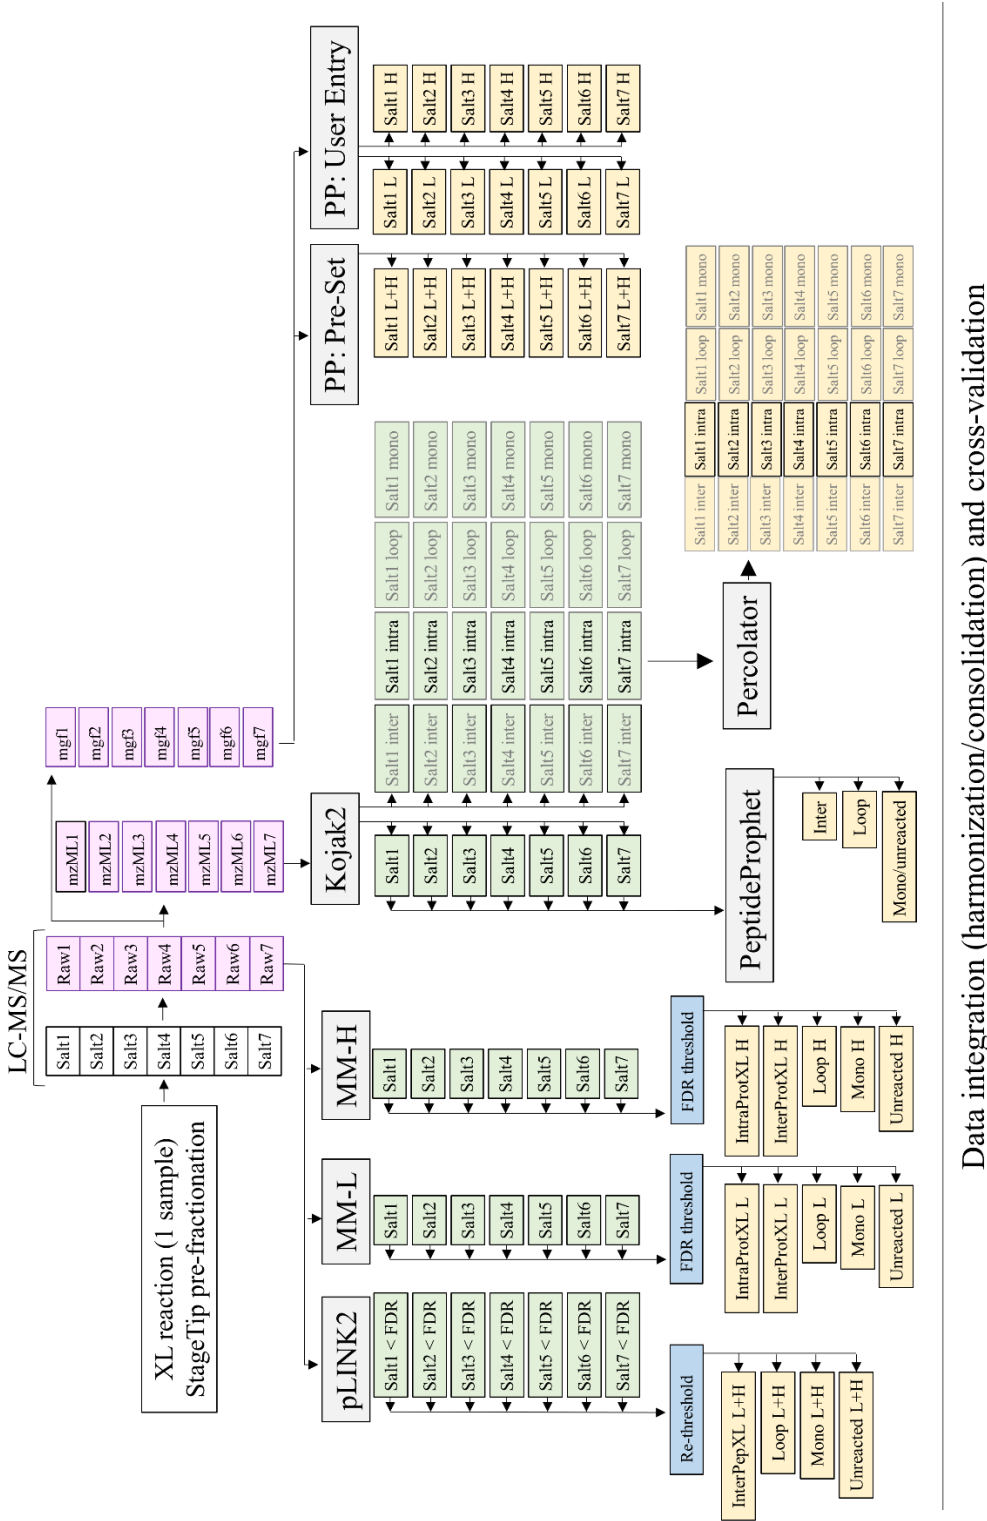 LC-MS/MS
XL reaction (1 sample)
StageTip pre-fractionation
Salt1
Salt2
Salt3
Salt4
Salt5
Salt6
Salt7
Raw1
Raw2
Raw3
Raw4
Raw5
Raw6
Raw7
mzML1
mzML2
mzML3
mzML4
mzML5
mzML6
mzML7
mgf1
mgf2
mgf3
mgf4
mgf5
mgf6
mgf7
pLINK2
Salt1 < FDR
Salt2 < FDR
Salt3 < FDR
Salt4 < FDR
Salt5 < FDR
Salt6 < FDR
Salt7 < FDR
Re-threshold
InterPepXL L+H
Loop L+H
Mono L+H
Unreacted L+H
MM-L
Salt1
Salt2
Salt3
Salt4
Salt5
Salt6
Salt7
FDR threshold
IntraProtXL L
InterProtXL L
Loop L
Mono L
Unreacted L
MM-H
Salt1
Salt2
Salt3
Salt4
Salt5
Salt6
Salt7
FDR threshold
IntraProtXL H
InterProtXL H
Loop H
Mono H
Unreacted H
Kojak2
Salt1
Salt2
Salt3
Salt4
Salt5
Salt6
Salt7
Salt1 inter
Salt2 inter
Salt3 inter
Salt4 inter
Salt5 inter
Salt6 inter
Salt7 inter
Salt1 intra
Salt2 intra
Salt3 intra
Salt4 intra
Salt5 intra
Salt6 intra
Salt7 intra
Salt1 loop
Salt2 loop
Salt3 loop
Salt4 loop
Salt5 loop
Salt6 loop
Salt7 loop
Salt1 mono
Salt2 mono
Salt3 mono
Salt4 mono
Salt5 mono
Salt6 mono
Salt7 mono
PeptideProphet
Inter
Loop
Mono/unreacted
Percolator
Salt1 inter
Salt2 inter
Salt3 inter
Salt4 inter
Salt5 inter
Salt6 inter
Salt7 inter
Salt1 intra
Salt2 intra
Salt3 intra
Salt4 intra
Salt5 intra
Salt6 intra
Salt7 intra
Salt1 loop
Salt2 loop
Salt3 loop
Salt4 loop
Salt5 loop
Salt6 loop
Salt7 loop
Salt1 mono
Salt2 mono
Salt3 mono
Salt4 mono
Salt5 mono
Salt6 mono
Salt7 mono
PP: Pre-Set
Salt1 L+H
Salt2 L+H
Salt3 L+H
Salt4 L+H
Salt5 L+H
Salt6 L+H
Salt7 L+H
PP: User Entry
Salt1 L
Salt2 L
Salt3 L
Salt4 L
Salt5 L
Salt6 L
Salt7 L
Salt1 H
Salt2 H
Salt3 H
Salt4 H
Salt5 H
Salt6 H
Salt7 H
Data integration (harmonization/consolidation) and cross-validation